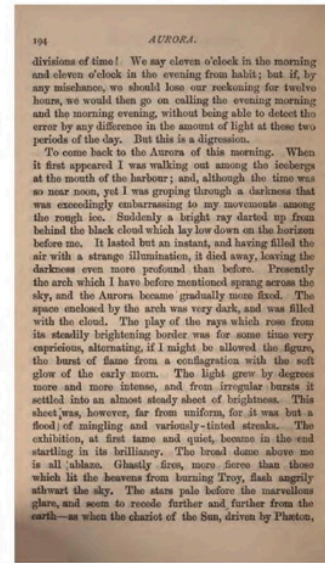 194 AURORA.
divisions of time! We say eleven o'clock in the morning
and eleven o'clock in the evening from habit; but if, by
any mischance, we should lose our reckoning for twelve
hours, we would then go on calling the evening morning
and the morning evening, without being able to detect the
error by any difference in the amount of light at these two
periods of the day. But this is a digression.
To come back to the Aurora of this morning. When
it first appeared I was walking out among the icebergs
at the mouth of the harbour; and, although the time was
so near noon, yet I was groping through a darkness that
was exceedingly embarrassing to my movements among
the rough ice. Suddenly a bright ray darted up from
behind the black cloud which lay low down on the horizon
before me. It lasted but an instant, and having filled the
air with a strange illumination, it died away, leaving the
darkness even more profound than before. Presently
the arch which I have before mentioned sprang across the
sky, and the Aurora became gradually more fixed. The
space enclosed by the arch was very dark, and was filled
with the cloud. The play of the rays which rose from
its steadily brightening border was for some time very
capricious, alternating, if I might be allowed the figure,
the burst of flame from a conflagration with the soft
glow of the early morn. The light grew by degrees
more and more intense, and from irregular bursts it
settled into an almost steady sheet of brightness. This
sheet was, however, far from uniform, for it was but a
flood of mingling and variously-tinted streaks. The
exhibition, at first tame and quiet, became in the end
startling in its brilliancy. The broad dome above me
is all ablaze. Ghastly fires, more fierce than those
which lit the heavens from burning Troy, flash angrily
athwart the sky. The stars pale before the marvellous
glare, and seem to recede further and further from the
earth—as when the chariot of the Sun, driven by Phæton,